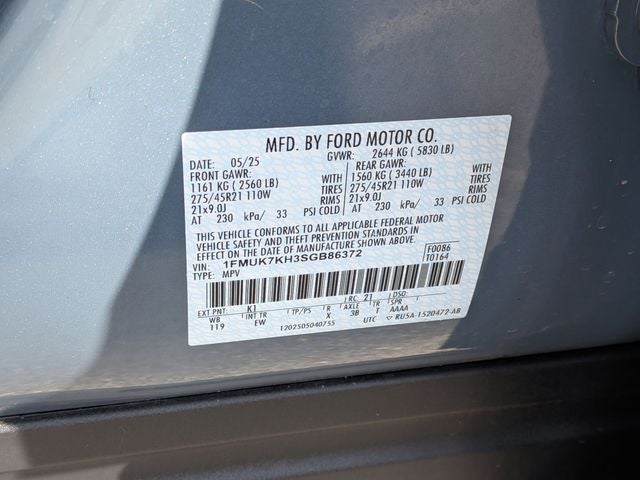 MFD. BY FORD MOTOR CO.
DATE: 05/25 GVWR: 2644 KG ( 5830 LB)
FRONT GAWR: REAR GAWR:
1161 KG ( 2560 LB) WITH 1560 KG ( 3440 LB) WITH
275/45R21 110W TIRES 275/45R21 110W TIRES
21x9.0J RIMS 21x9.0J RIMS
AT 230 kPa/ 33 PSI COLD AT 230 kPa/ 33 PSI COLD
THIS VEHICLE CONFORMS TO ALL APPLICABLE FEDERAL MOTOR
VEHICLE SAFETY AND THEFT PREVENTION STANDARDS IN
EFFECT ON THE DATE OF MANUFACTURE SHOWN ABOVE.
VIN: 1FMUK7KH3SGB86372 F0086
TYPE: MPV T0164
EXT PNT: K1 RC: 21 DSO:
WB INT TR TP/PS R AXLE TR SPR
119 EW X 3B T AAAA
1202505040755 UTC ▽ RU5A-1520472-AB